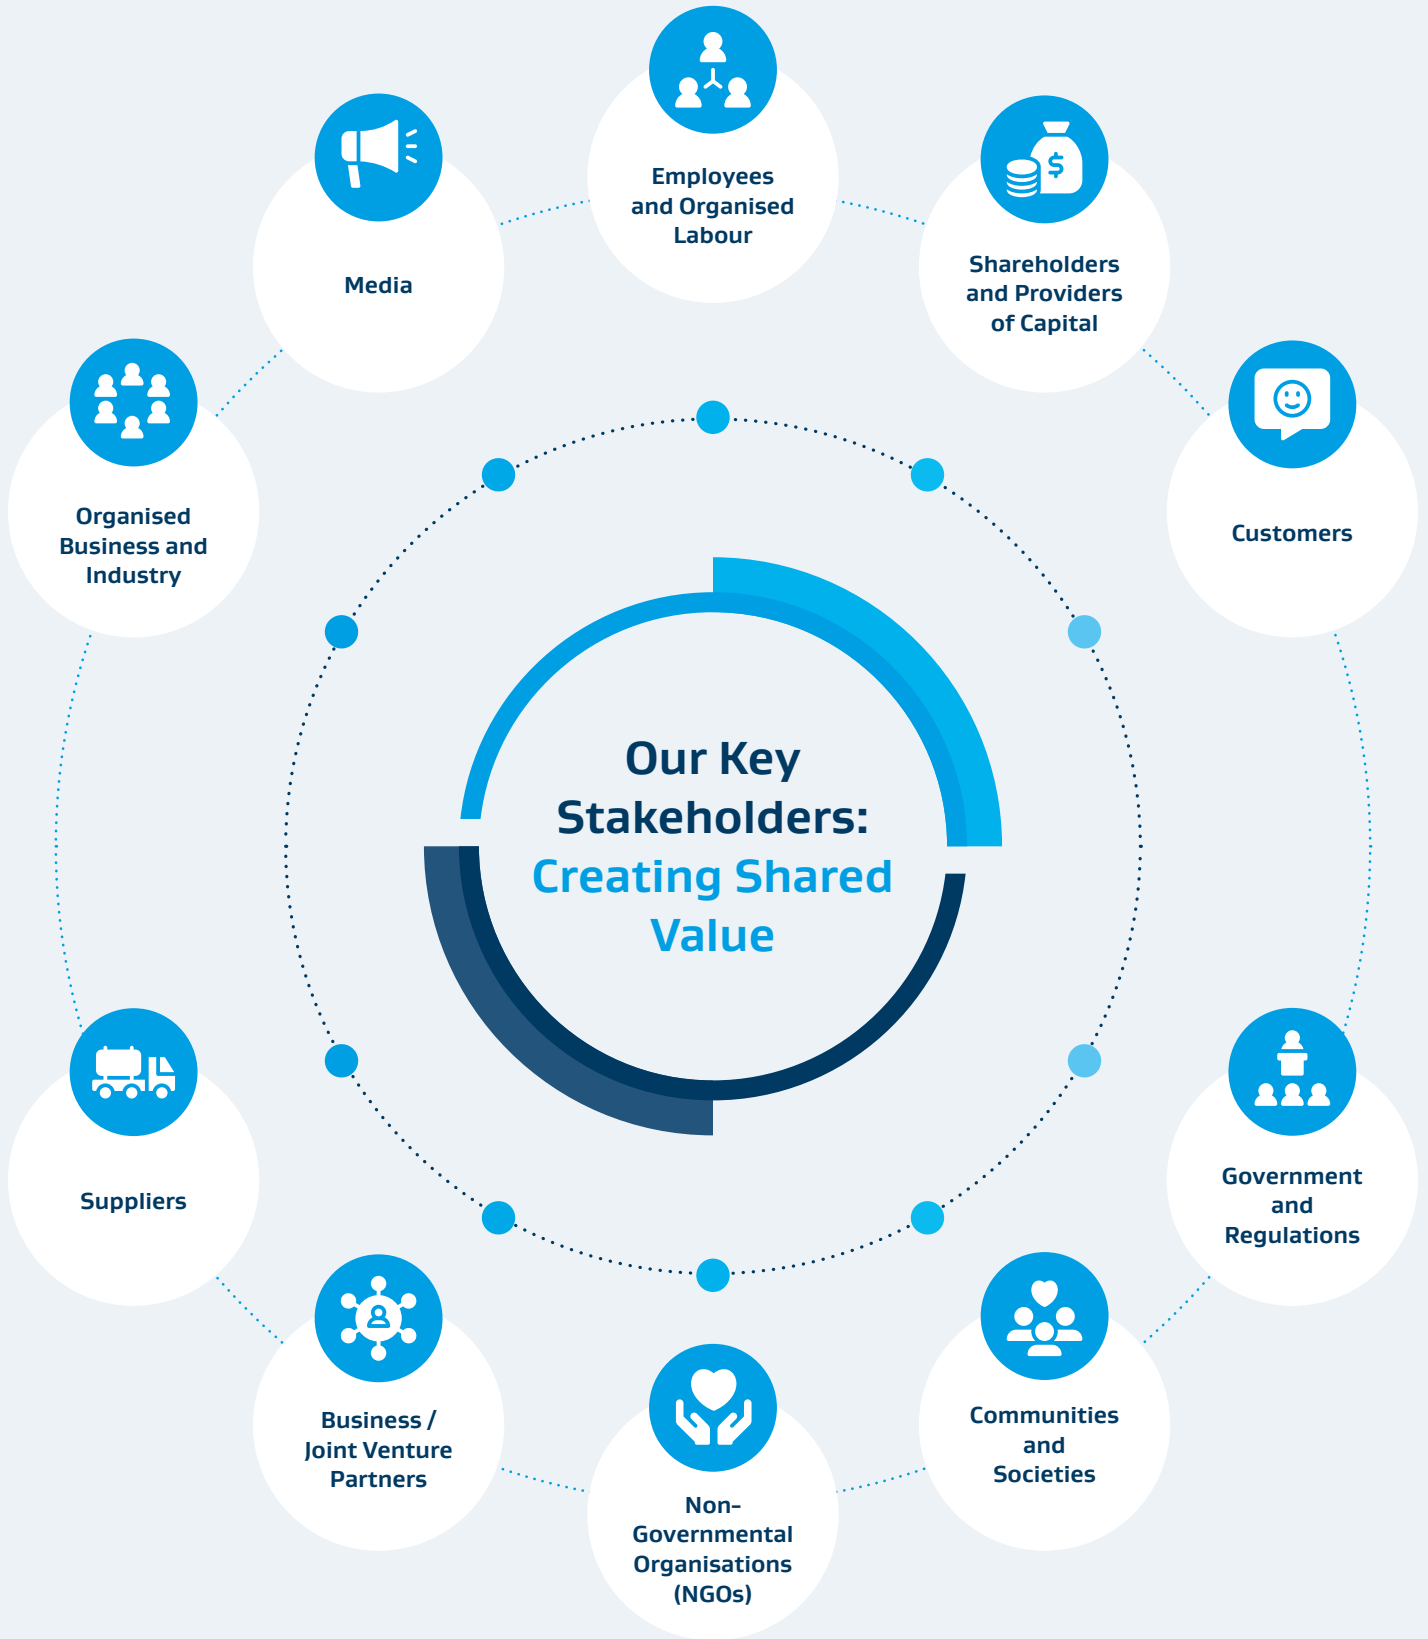 Employees
and Organised
Labour
Shareholders
and Providers
of Capital
Customers
Government
and
Regulations
Communities
and
Societies
Non-
Governmental
Organisations
(NGOs)
Business /
Joint Venture
Partners
Suppliers
Organised
Business and
Industry
Media
$
Our Key
Stakeholders:
Creating Shared
Value